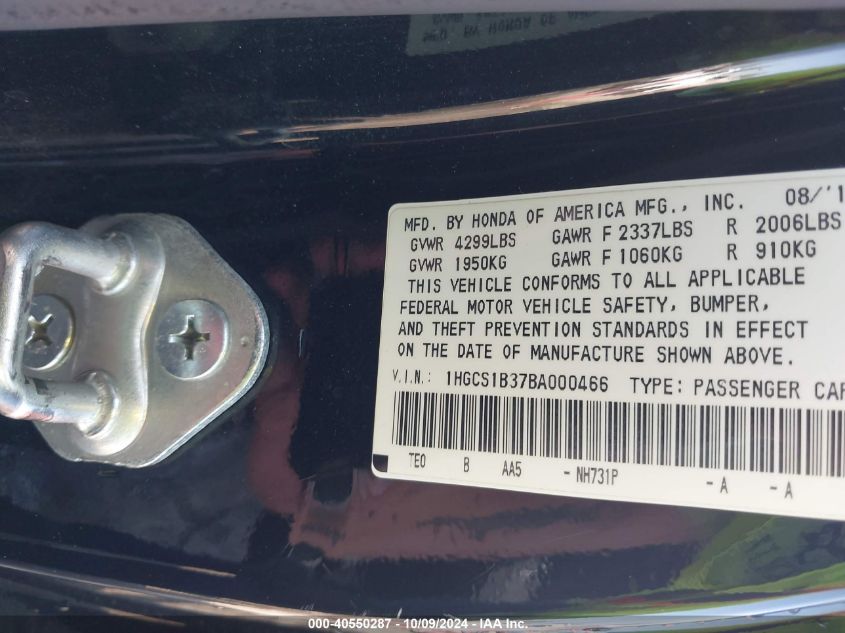 MFD. BY HONDA OF AMERICA MFG., INC. 08/'1
GVWR 4299LBS GAWR F 2337LBS R 2006LBS
GVWR 1950KG GAWR F 1060KG R 910KG
THIS VEHICLE CONFORMS TO ALL APPLICABLE
FEDERAL MOTOR VEHICLE SAFETY, BUMPER,
AND THEFT PREVENTION STANDARDS IN EFFECT
ON THE DATE OF MANUFACTURE SHOWN ABOVE.
V.I.N.: 1HGCS1B37BA000466 TYPE: PASSENGER CAR
TE0 B AA5 - NH731P - A - A
000-40550287 - 10/09/2024 - IAA Inc.